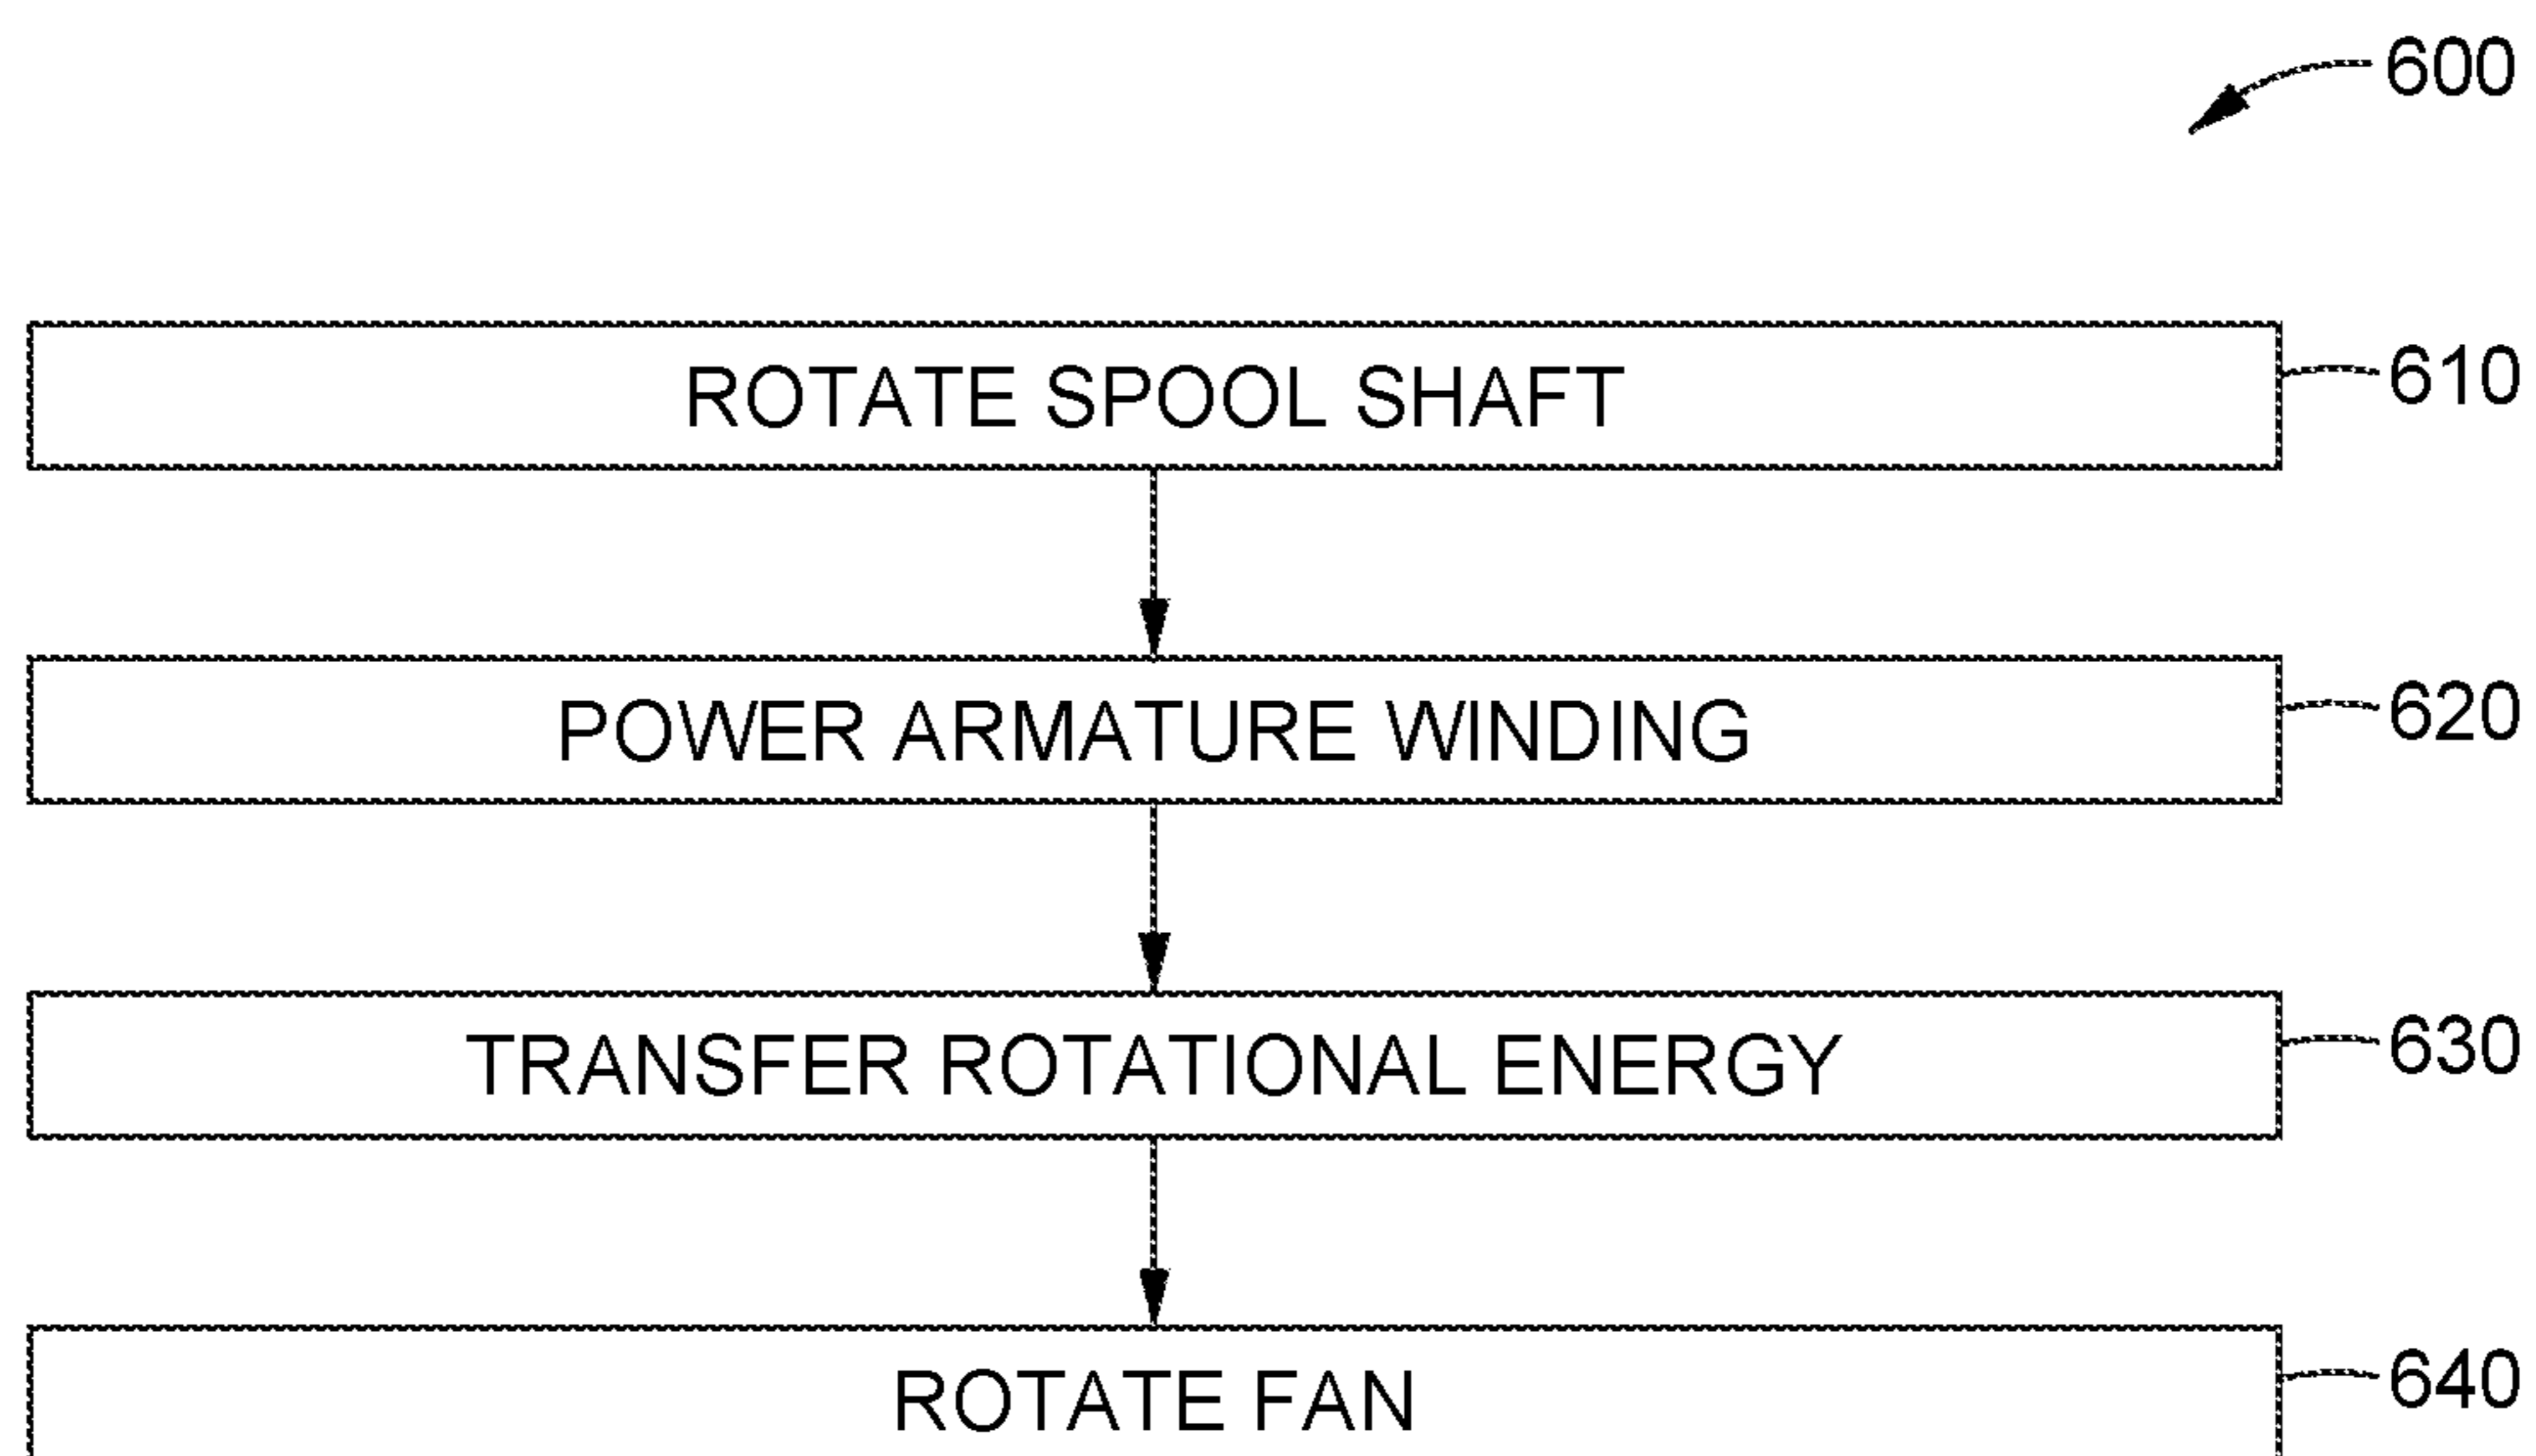 600
ROTATE SPOOL SHAFT 610
POWER ARMATURE WINDING 620
TRANSFER ROTATIONAL ENERGY 630
ROTATE FAN 640